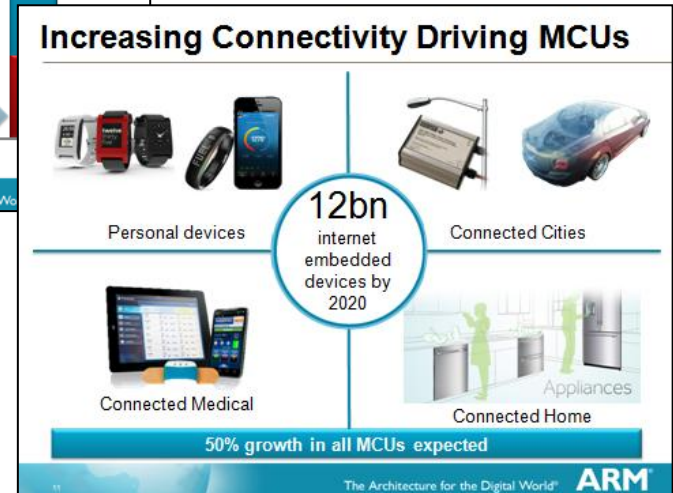 Increasing Connectivity Driving MCUs
Personal devices
Connected Cities
12bn
internet
embedded
devices by
2020
Connected Medical
Appliances
Connected Home
50% growth in all MCUs expected
11
The Architecture for the Digital World® ARM®